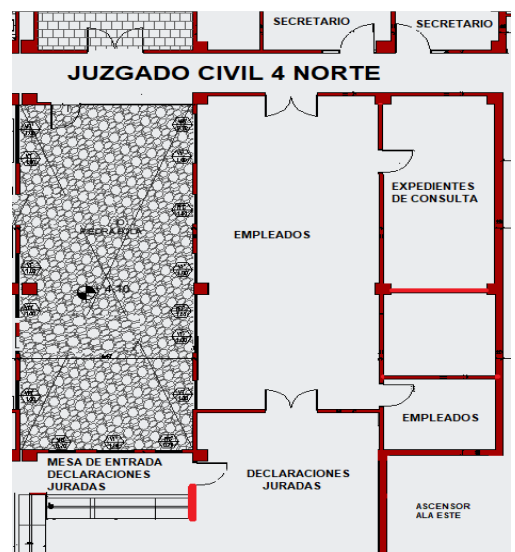 SECRETARIO
SECRETARIO
JUZGADO CIVIL 4 NORTE
EXPEDIENTES
DE CONSULTA
EMPLEADOS
4.10
EMPLEADOS
MESA DE ENTRADA
DECLARACIONES
JURADAS
DECLARACIONES
JURADAS
ASCENSOR
ALA ESTE